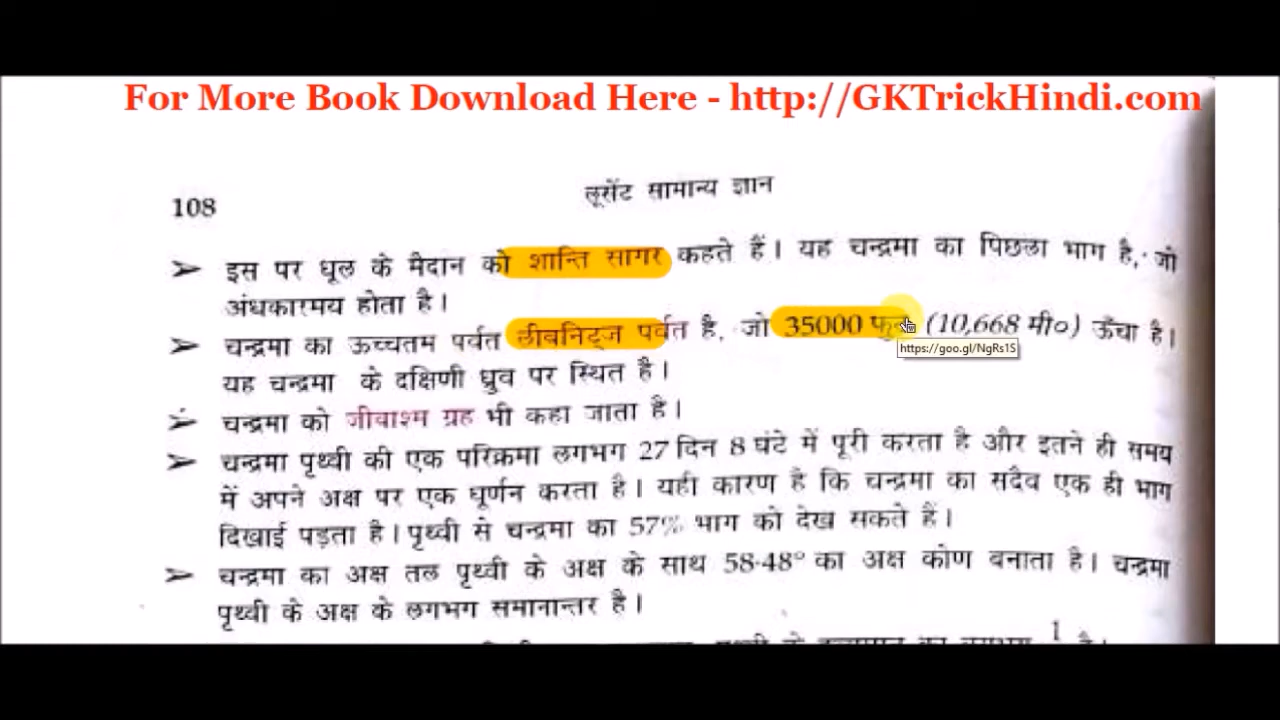 For More Book Download Here - http://GKTrickHindi.com
108
लूसेंट सामान्य ज्ञान
➤ इस पर धूल के मैदान को शान्ति सागर कहते हैं। यह चन्द्रमा का पिछला भाग है, जो
अंधकारमय होता है।
➤ चन्द्रमा का ऊच्चतम पर्वत लीबनिट्ज पर्वत है, जो 35000 फुट (10,668 मी०) ऊँचा है।
https://goo.gl/NgRs1S
यह चन्द्रमा के दक्षिणी ध्रुव पर स्थित है।
चन्द्रमा को जीवाश्म ग्रह भी कहा जाता है।
➤ चन्द्रमा पृथ्वी की एक परिक्रमा लगभग 27 दिन 8 घंटे में पूरी करता है और इतने ही समय
में अपने अक्ष पर एक घूर्णन करता है। यही कारण है कि चन्द्रमा का सदैव एक ही भाग
दिखाई पड़ता है। पृथ्वी से चन्द्रमा का 57% भाग को देख सकते हैं।
➤ चन्द्रमा का अक्ष तल पृथ्वी के अक्ष के साथ 58·48° का अक्ष कोण बनाता है। चन्द्रमा
पृथ्वी के अक्ष के लगभग समानान्तर है।